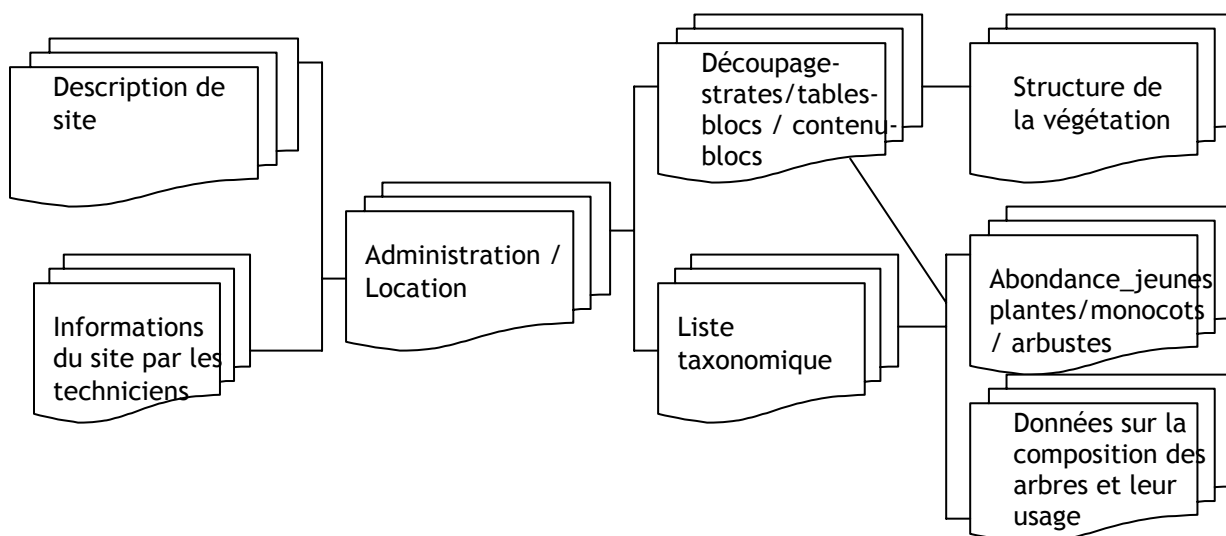 Description de
site
Informations
du site par les
techniciens
Administration /
Location
Découpage-
strates/tables-
blocs / contenu-
blocs
Liste
taxonomique
Structure de
la végétation
Abondance_jeunes
plantes/monocots
/ arbustes
Données sur la
composition des
arbres et leur
usage